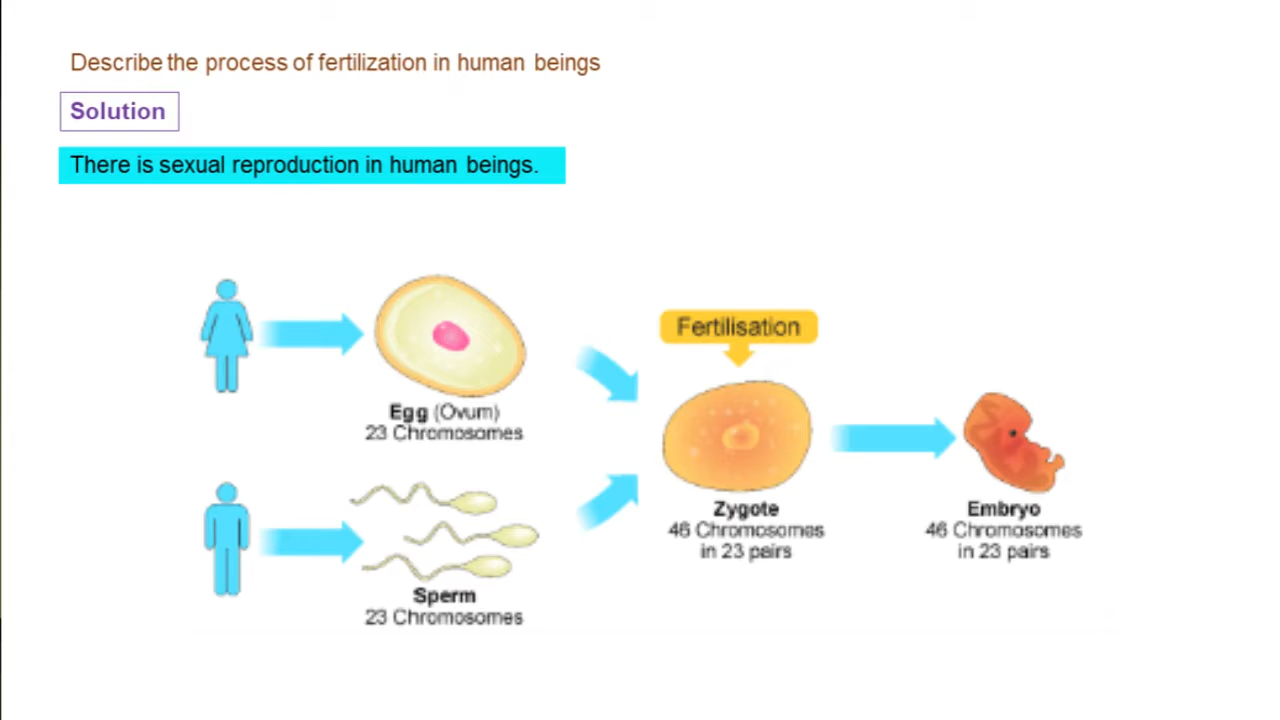 Describe the process of fertilization in human beings
Solution
There is sexual reproduction in human beings.
Egg (Ovum)
23 Chromosomes
Sperm
23 Chromosomes
Fertilisation
Zygote
46 Chromosomes
in 23 pairs
Embryo
46 Chromosomes
in 23 pairs